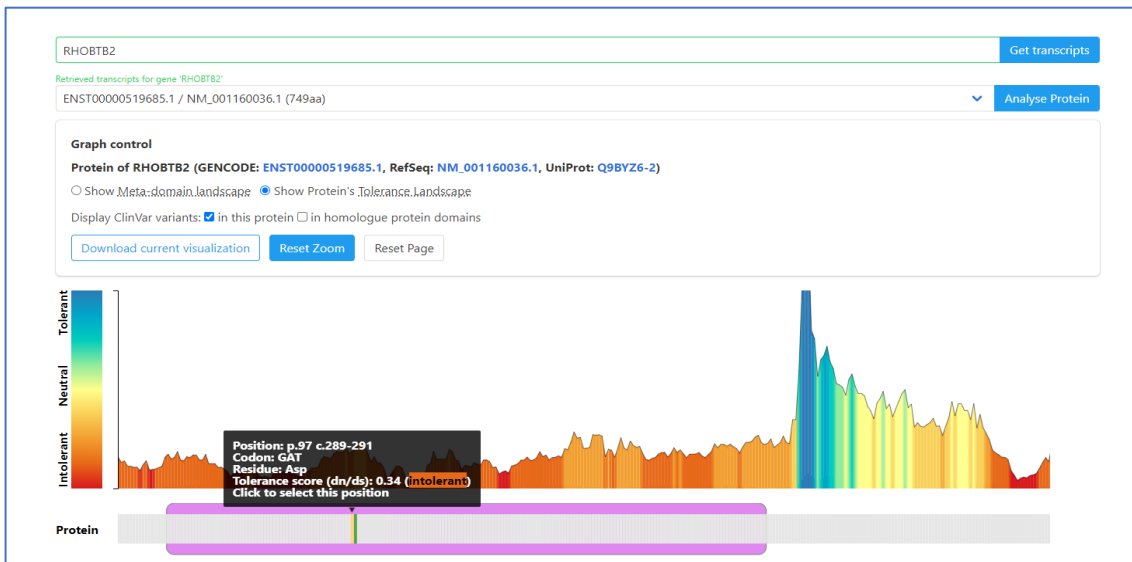 RHOBTB2
Get transcripts
Retrieved transcripts for gene 'RHOBTB2'
ENST00000519685.1 / NM_001160036.1 (749aa)
Analyse Protein
Graph control
Protein of RHOBTB2 (GENCODE: ENST00000519685.1, RefSeq: NM_001160036.1, UniProt: Q9BYZ6-2)
Show Meta-domain landscape Show Protein's Tolerance Landscape
Display ClinVar variants: in this protein in homologue protein domains
Download current visualization Reset Zoom Reset Page
Tolerant
Neutral
Intolerant
Position: p.97 c.289-291
Codon: GAT
Residue: Asp
Tolerance score (dn/ds): 0.34 (intolerant)
Click to select this position
Protein